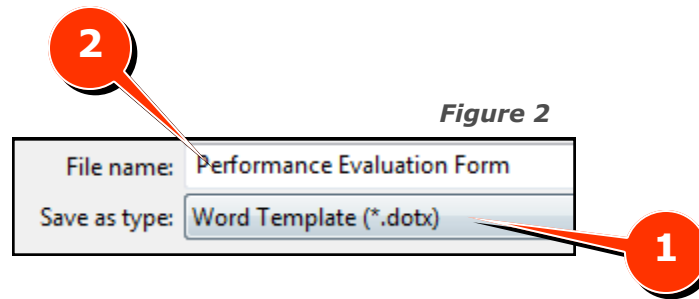 2
Figure 2
File name: Performance Evaluation Form
Save as type: Word Template (*.dotx)
1